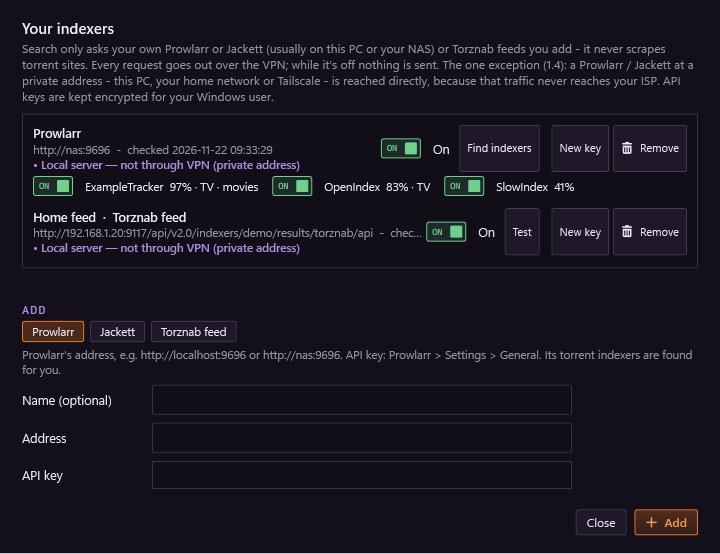 Your indexers
Search only asks your own Prowlarr or Jackett (usually on this PC or your NAS) or Torznab feeds you add - it never scrapes
torrent sites. Every request goes out over the VPN; while it's off nothing is sent. The one exception (1.4): a Prowlarr / Jackett at a
private address - this PC, your home network or Tailscale - is reached directly, because that traffic never reaches your ISP. API
keys are kept encrypted for your Windows user.
Prowlarr
http://nas:9696 - checked 2026-11-22 09:33:29
• Local server — not through VPN (private address)
ON On Find indexers New key Remove
ON ExampleTracker 97% · TV · movies ON OpenIndex 83% · TV ON SlowIndex 41%
Home feed · Torznab feed
http://192.168.1.20:9117/api/v2.0/indexers/demo/results/torznab/api - chec...
• Local server — not through VPN (private address)
ON On Test New key Remove
ADD
Prowlarr Jackett Torznab feed
Prowlarr's address, e.g. http://localhost:9696 or http://nas:9696. API key: Prowlarr > Settings > General. Its torrent indexers are found
for you.
Name (optional)
Address
API key
Close + Add